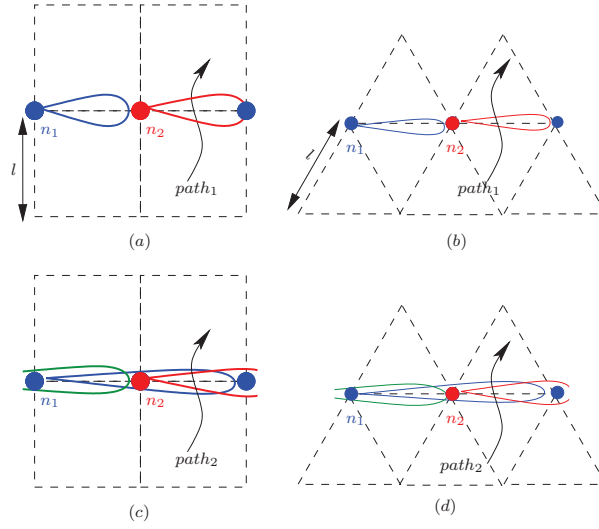 n₁ n₂
l
path₁
(a)
n₁ n₂
l
path₁
(b)
n₁ n₂
path₂
(c)
n₁ n₂
path₂
(d)